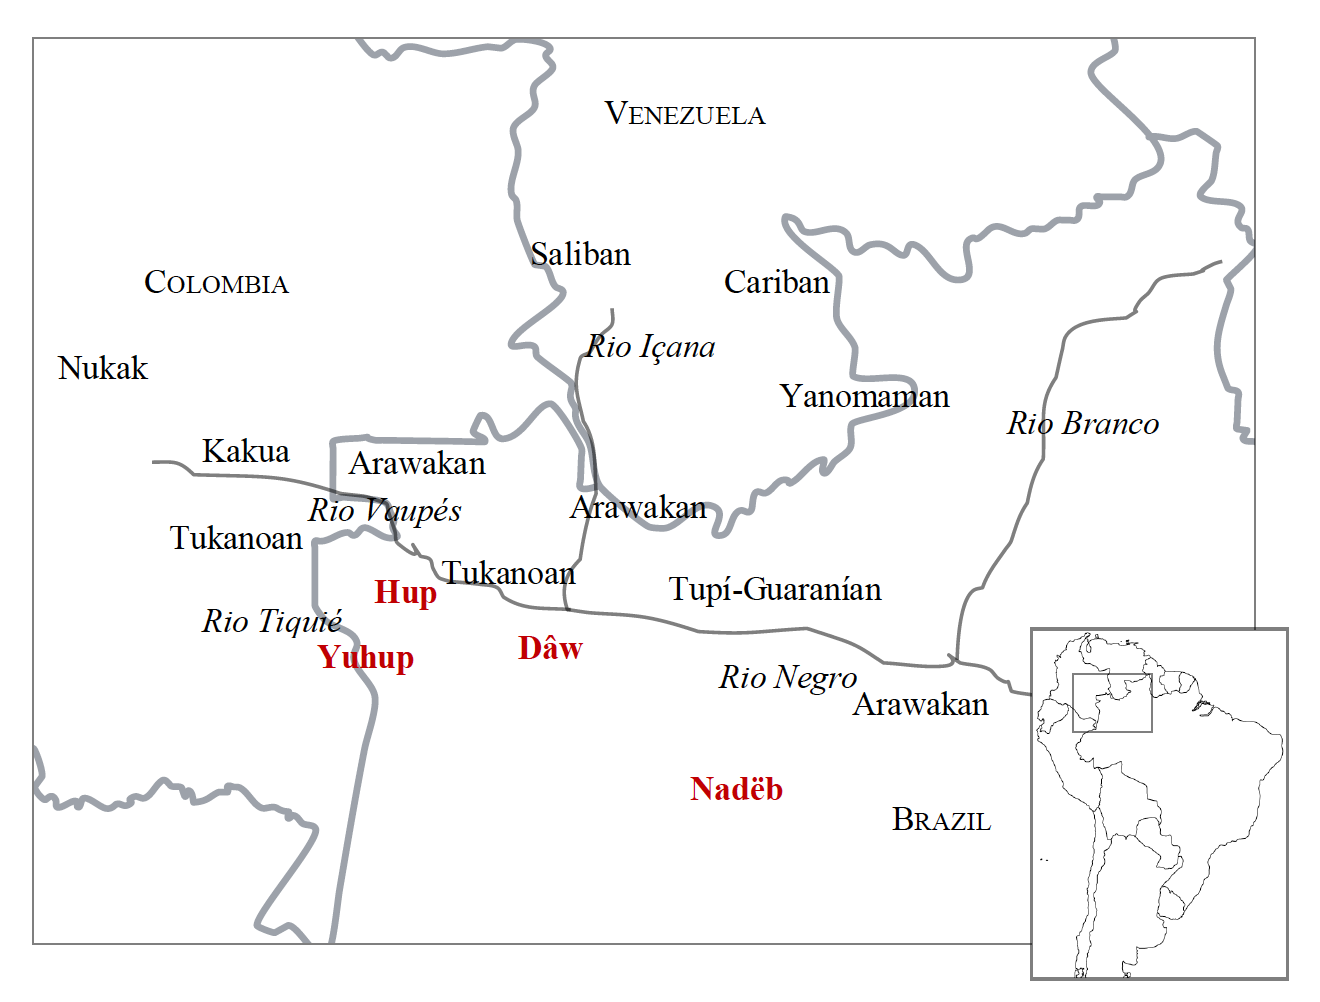 VENEZUELA
Saliban
COLOMBIA
Cariban
Rio Içana
Nukak
Yanomaman
Rio Branco
Kakua
Arawakan
Rio Vaupés
Arawakan
Tukanoan
Tukanoan
Hup
Tupí-Guaranían
Rio Tiquié
Yuhup
Dâw
Rio Negro
Arawakan
Nadëb
BRAZIL